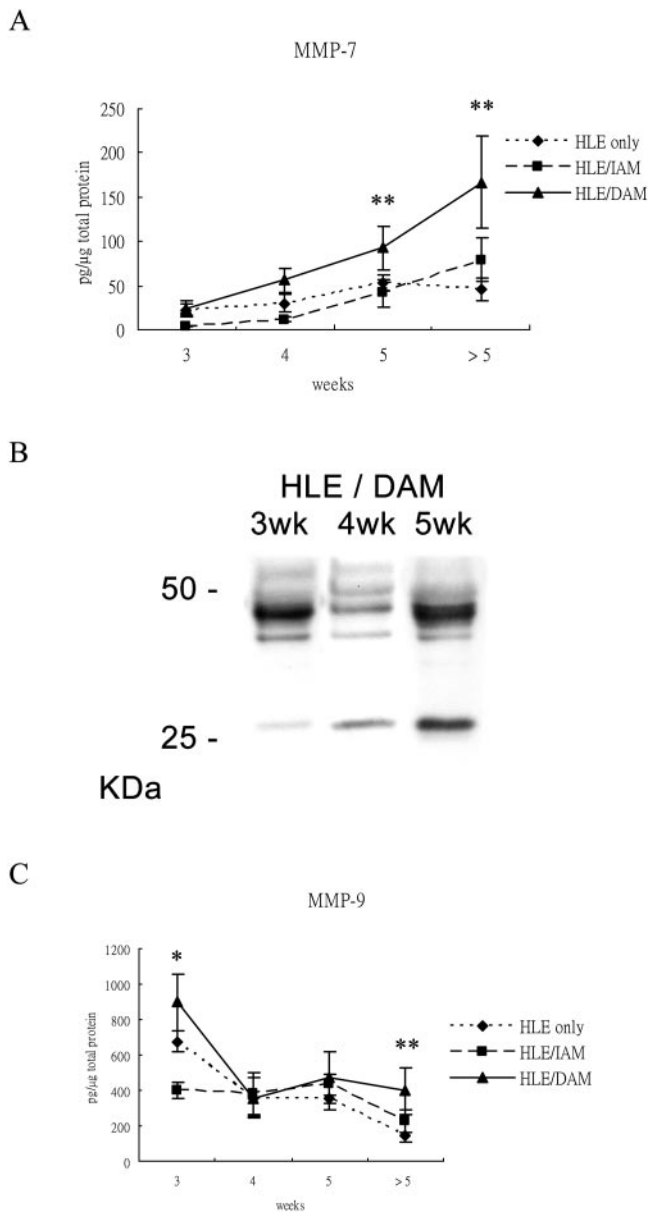 A
MMP-7
**
**
250
200
150
100
50
0
pg/μg total protein
3
4
5
> 5
weeks
HLE only
HLE/IAM
HLE/DAM
B
HLE / DAM
3wk 4wk 5wk
50 -
25 -
KDa
C
MMP-9
*
**
1200
1000
800
600
400
200
0
pg/μg total protein
3
4
5
> 5
weeks
HLE only
HLE/IAM
HLE/DAM